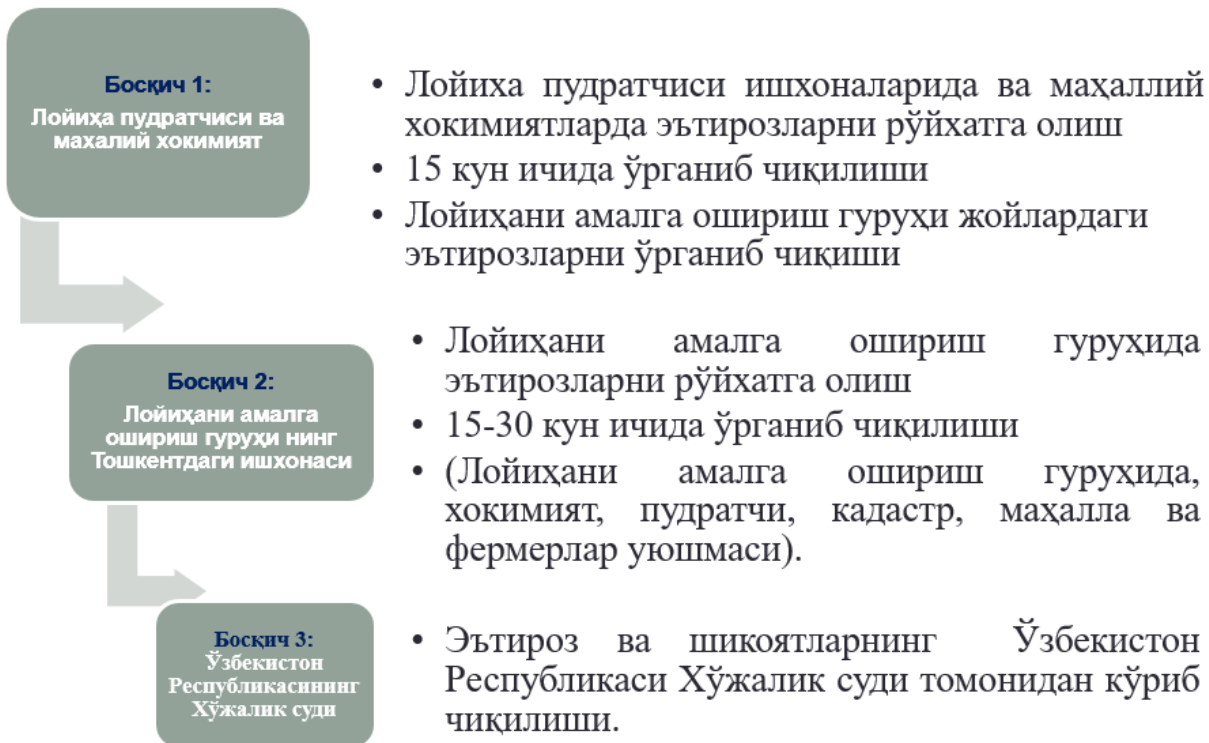 Босқич 1:
Лойиҳа пудратчиси ва
махалий хокимият
• Лойиха пудратчиси ишхоналарида ва маҳаллий
хокимиятларда эътирозларни рўйхатга олиш
• 15 кун ичида ўрганиб чиқилиши
• Лойиҳани амалга ошириш гуруҳи жойлардаги
эътирозларни ўрганиб чиқиши
Босқич 2:
Лойиҳани амалга
ошириш гуруҳи нинг
Тошкентдаги ишхонаси
• Лойиҳани амалга ошириш гуруҳида
эътирозларни рўйхатга олиш
• 15-30 кун ичида ўрганиб чиқилиши
• (Лойиҳани амалга ошириш гуруҳида,
хокимият, пудратчи, кадастр, маҳалла ва
фермерлар уюшмаси).
Босқич 3:
Ўзбекистон
Республикасининг
Хўжалик суди
• Эътироз ва шикоятларнинг Ўзбекистон
Республикаси Хўжалик суди томонидан кўриб
чиқилиши.